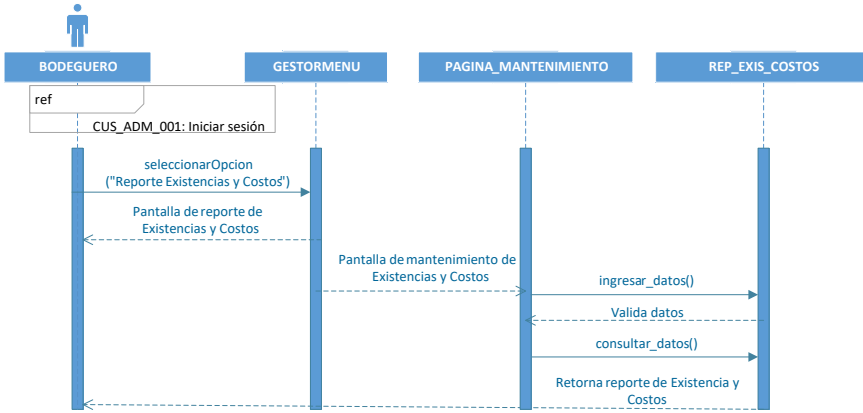 BODEGUERO
GESTORMENU
PAGINA_MANTENIMIENTO
REP_EXIS_COSTOS
ref
CUS_ADM_001: Iniciar sesión
seleccionarOpcion
("Reporte Existencias y Costos")
Pantalla de reporte de
Existencias y Costos
Pantalla de mantenimiento de
Existencias y Costos
ingresar_datos()
Valida datos
consultar_datos()
Retorna reporte de Existencia y
Costos